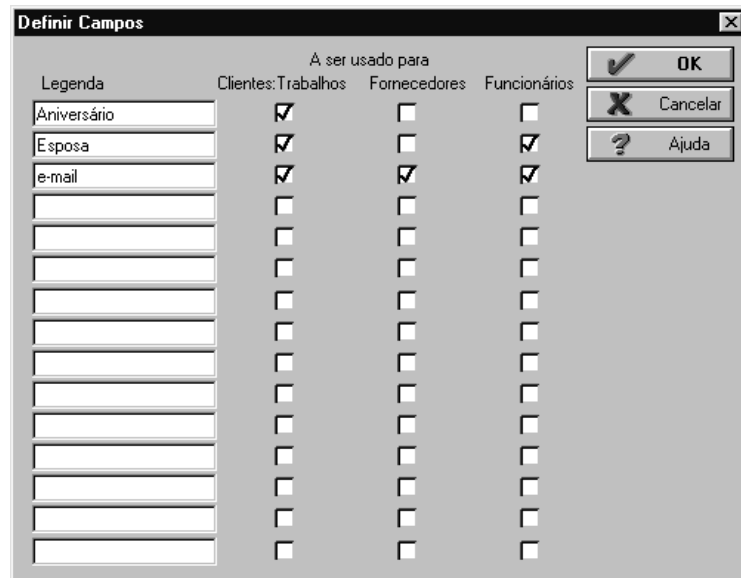 Definir Campos
A ser usado para
Legenda Clientes:Trabalhos Fornecedores Funcionários
OK
Cancelar
Ajuda
Aniversário
Esposa
e-mail